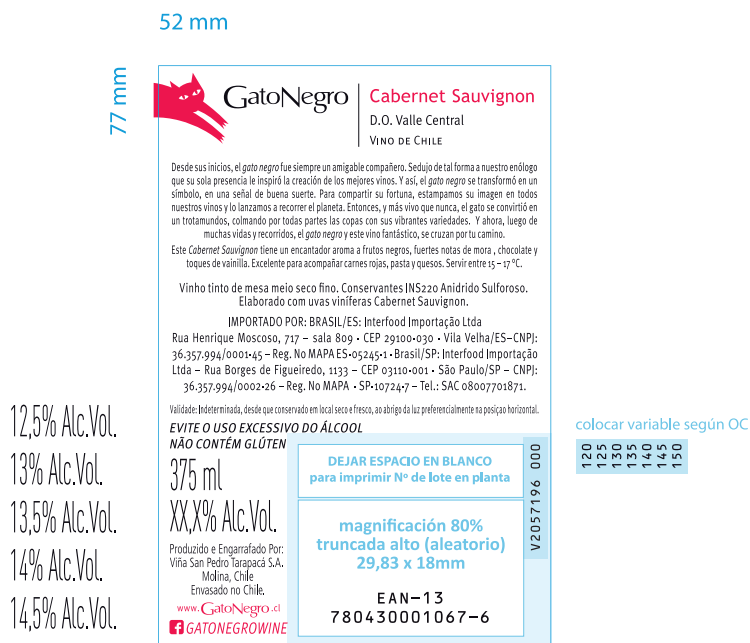 52 mm
77 mm
GatoNegro
Cabernet Sauvignon
D.O. Valle Central
VINO DE CHILE
Desde sus inicios, el gato negro fue siempre un amigable compañero. Sedujo de tal forma a nuestro enólogo
que su sola presencia le inspiró la creación de los mejores vinos. Y así, el gato negro se transformó en un
símbolo, en una señal de buena suerte. Para compartir su fortuna, estampamos su imagen en todos
nuestros vinos y lo lanzamos a recorrer el planeta. Entonces, y más vivo que nunca, el gato se convirtió en
un trotamundos, colmando por todas partes las copas con sus vibrantes variedades. Y ahora, luego de
muchas vidas y recorridos, el gato negro y este vino fantástico, se cruzan por tu camino.
Este Cabernet Sauvignon tiene un encantador aroma a frutos negros, fuertes notas de mora , chocolate y
toques de vainilla. Excelente para acompañar carnes rojas, pasta y quesos. Servir entre 15 – 17 °C.
Vinho tinto de mesa meio seco fino. Conservantes INS220 Anidrido Sulforoso.
Elaborado com uvas viníferas Cabernet Sauvignon.
IMPORTADO POR: BRASIL/ES: Interfood Importação Ltda
Rua Henrique Moscoso, 717 – sala 809 • CEP 29100•030 • Vila Velha/ES–CNPJ:
36.357.994/0001•45 – Reg. No MAPA ES•05245•1 • Brasil/SP: Interfood Importação
Ltda – Rua Borges de Figueiredo, 1133 – CEP 03110•001 • São Paulo/SP – CNPJ:
36.357.994/0002•26 – Reg. No MAPA • SP•10724•7 – Tel.: SAC 08007701871.
Validade: Indeterminada, desde que conservado em local seco e fresco, ao abrigo da luz preferencialmente na posiçao horizontal.
EVITE O USO EXCESSIVO DO ÁLCOOL
NÃO CONTÉM GLÚTEN
375 ml
XX,X% Alc.Vol.
Produzido e Engarrafado Por:
Viña San Pedro Tarapacá S.A.
Molina, Chile
Envasado no Chile.
www.GatoNegro.cl
GATONEGROWINE
DEJAR ESPACIO EN BLANCO
para imprimir Nº de lote en planta
magnificación 80%
truncada alto (aleatorio)
29,83 x 18mm
EAN-13
780430001067-6
V2057196 000
colocar variable según OC
120
125
130
135
140
145
150
12,5% Alc.Vol.
13% Alc.Vol.
13,5% Alc.Vol.
14% Alc.Vol.
14,5% Alc.Vol.